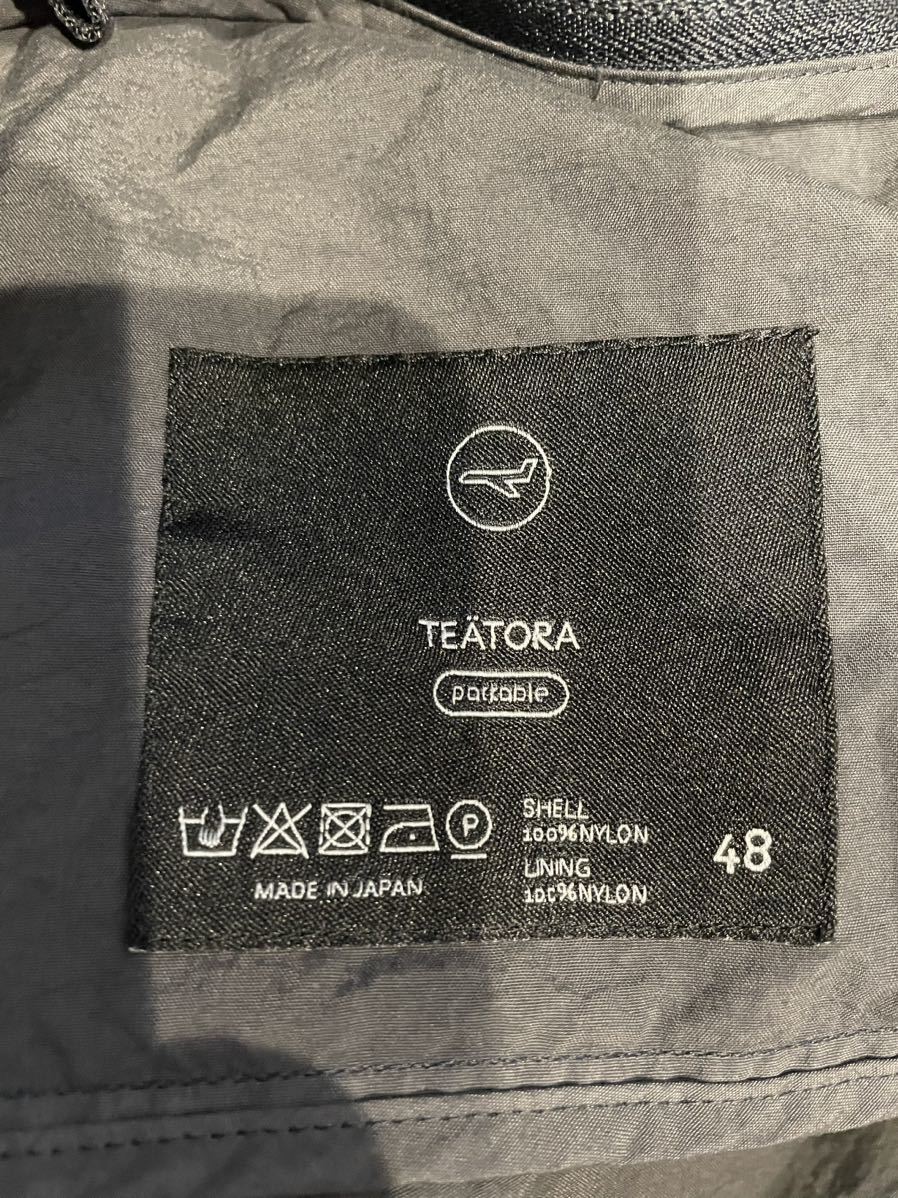 TEÄTORA
packable
P
SHELL
100%NYLON
LINING
100%NYLON
48
MADE IN JAPAN